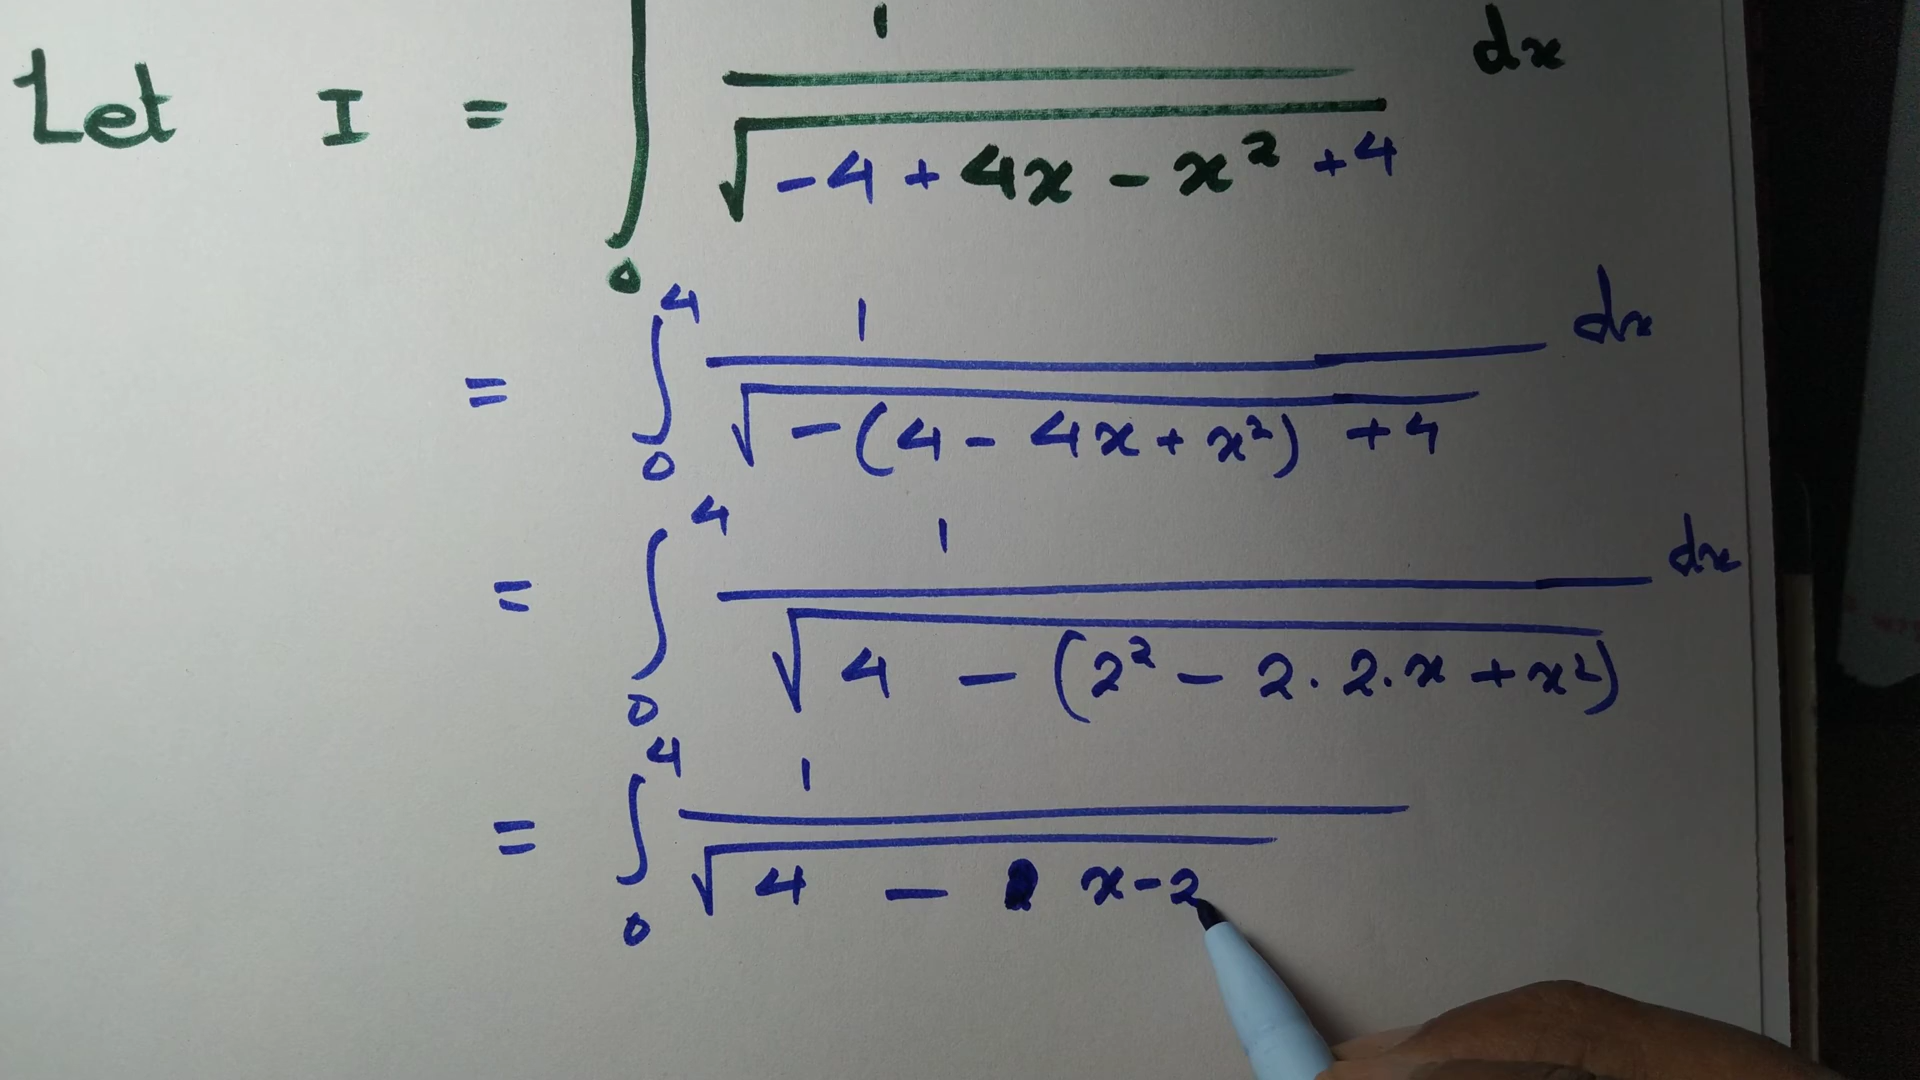 Let I = ∫₀ 1 / √(-4 + 4x - x² + 4) dx
= ∫₀⁴ 1 / √(-(4 - 4x + x²) + 4) dx
= ∫₀⁴ 1 / √(4 - (2² - 2.2.x + x²)) dx
= ∫₀⁴ 1 / √(4 - x-2